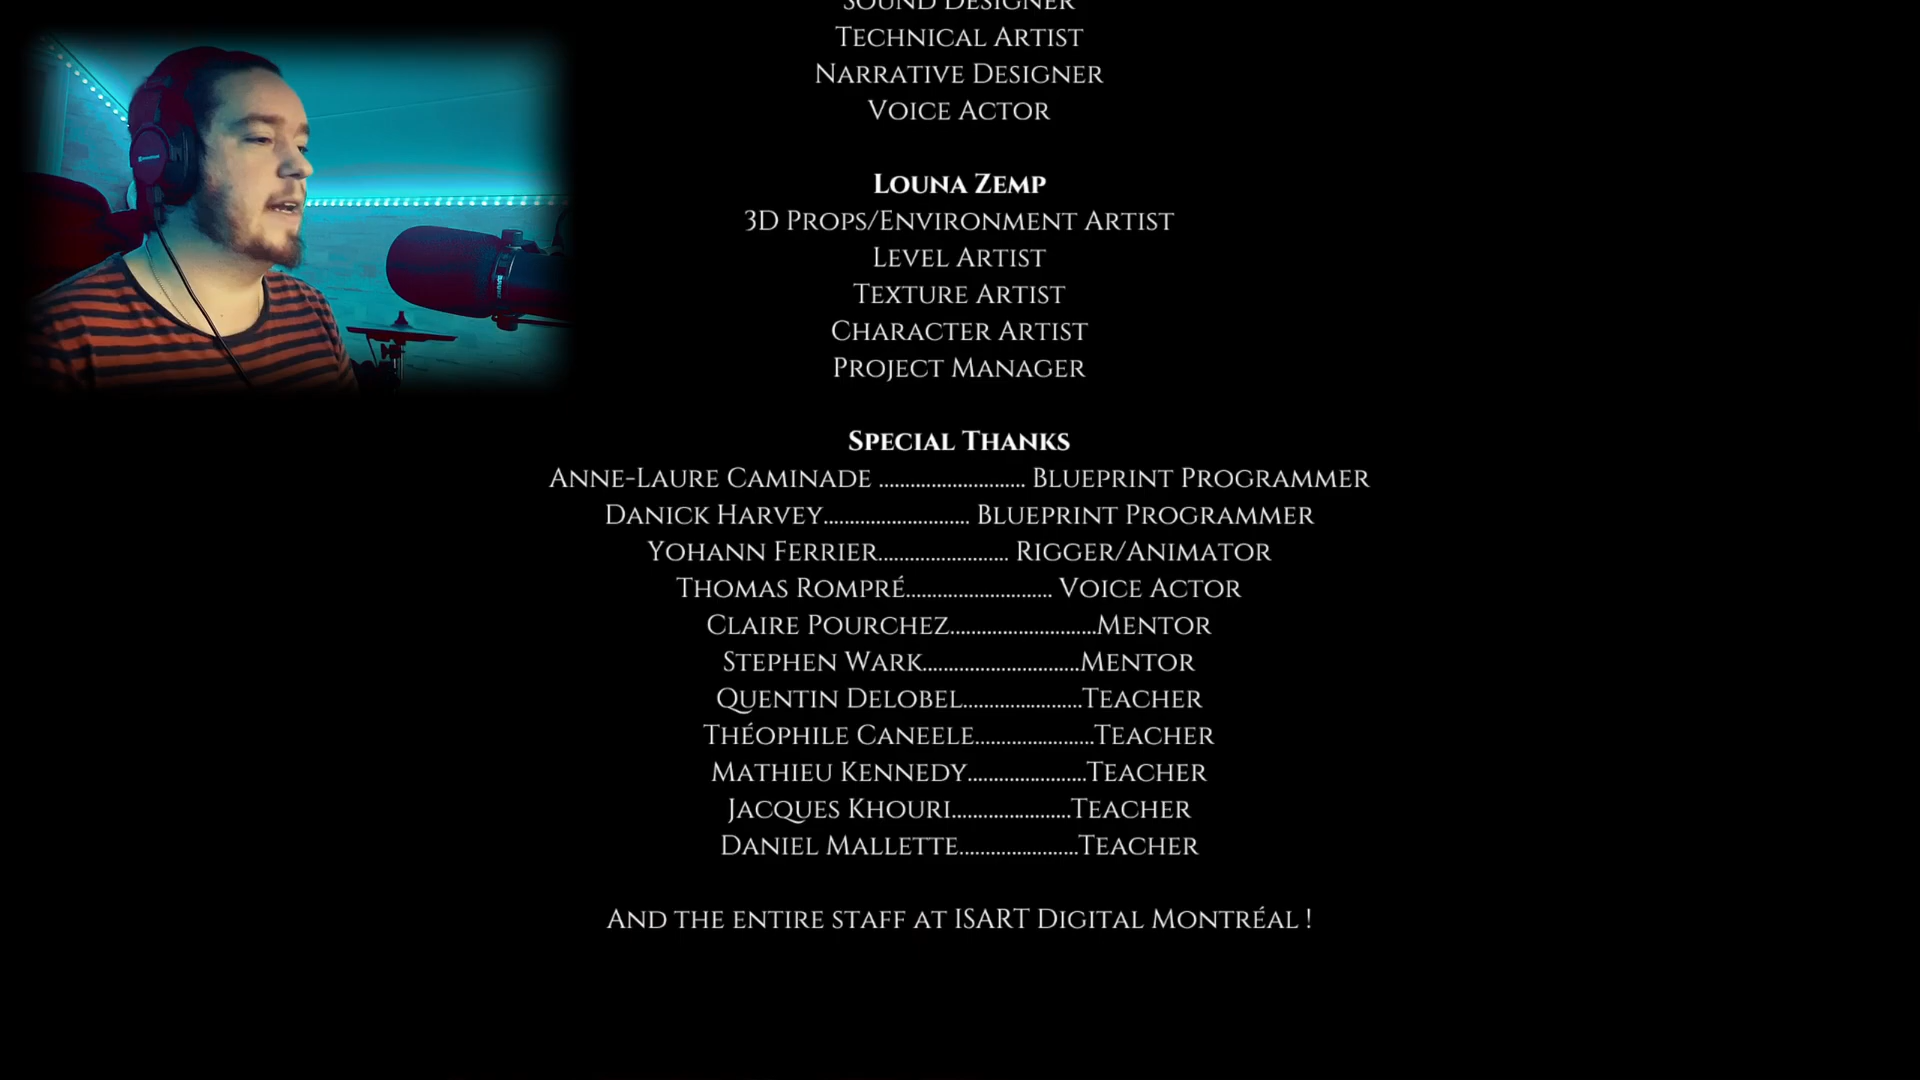 Sound Designer
Technical Artist
Narrative Designer
Voice Actor
Louna Zemp
3D Props/Environment Artist
Level Artist
Texture Artist
Character Artist
Project Manager
Special Thanks
Anne-Laure Caminade ............................ Blueprint Programmer
Danick Harvey............................ Blueprint Programmer
Yohann Ferrier......................... Rigger/Animator
Thomas Rompré............................ Voice Actor
Claire Pourchez............................Mentor
Stephen Wark..............................Mentor
Quentin Delobel.......................Teacher
Théophile Caneele.......................Teacher
Mathieu Kennedy.......................Teacher
Jacques Khouri.......................Teacher
Daniel Mallette.......................Teacher
And the entire staff at ISART Digital Montréal !